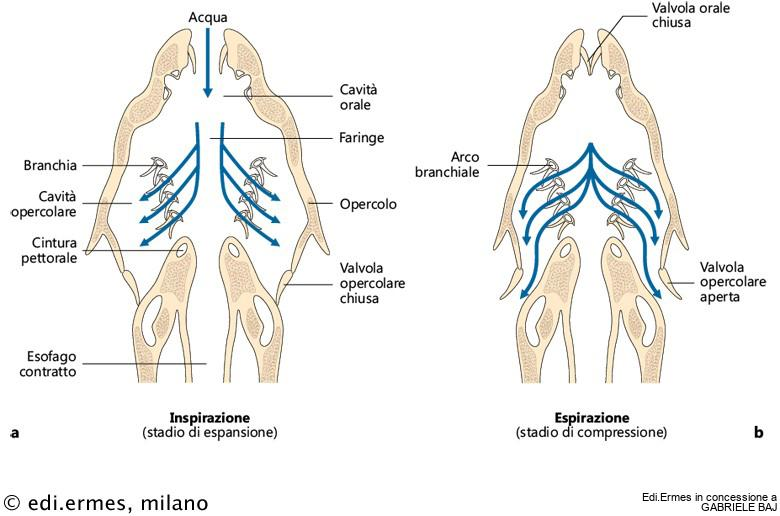 Acqua
Cavità
orale
Faringe
Branchia
Cavità
opercolare
Opercolo
Cintura
pettorale
Valvola
opercolare
chiusa
Esofago
contratto
a
Inspirazione
(stadio di espansione)
Valvola orale
chiusa
Arco
branchiale
Valvola
opercolare
aperta
Espirazione
(stadio di compressione)
b
© edi.ermes, milano
Edi.Ermes in concessione a
GABRIELE BAJ